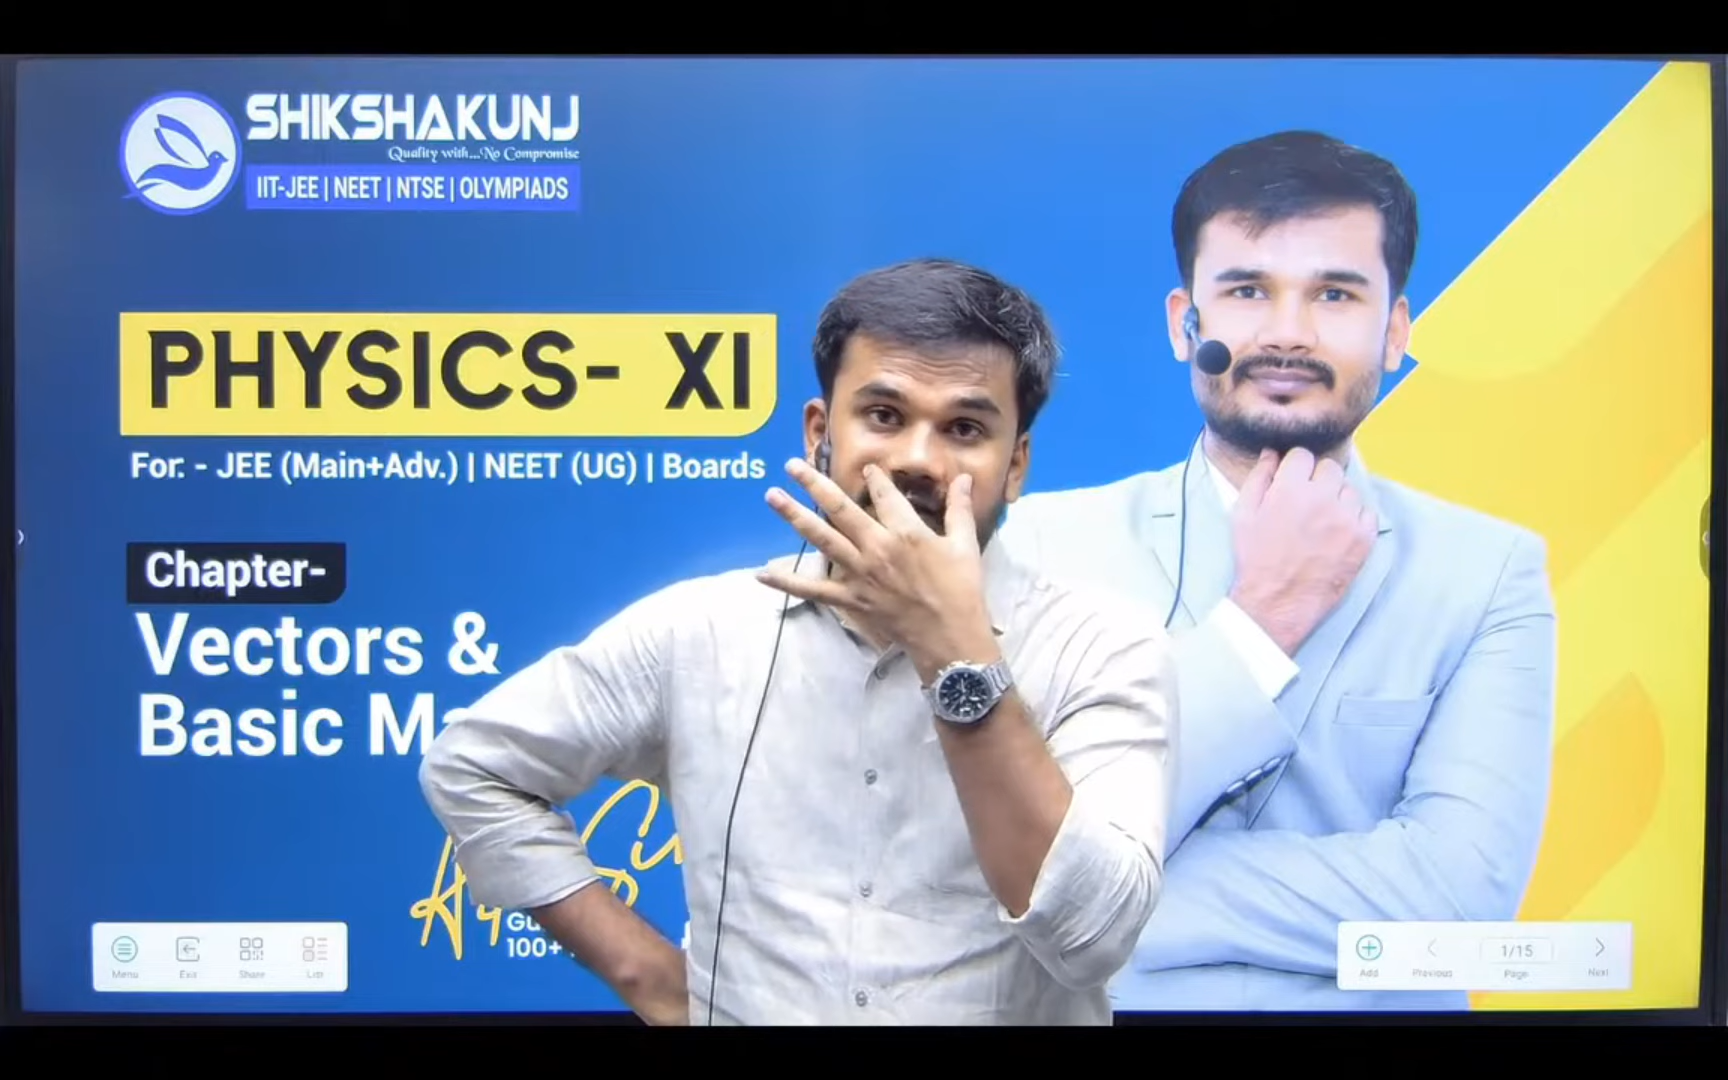 SHIKSHAKUNJ
Quality with...No Compromise
IIT-JEE | NEET | NTSE | OLYMPIADS
PHYSICS- XI
For: - JEE (Main+Adv.) | NEET (UG) | Boards
Chapter-
Vectors &
Basic Ma
100+
Menu Exit Share List
Add Previous 1/15 Page Next